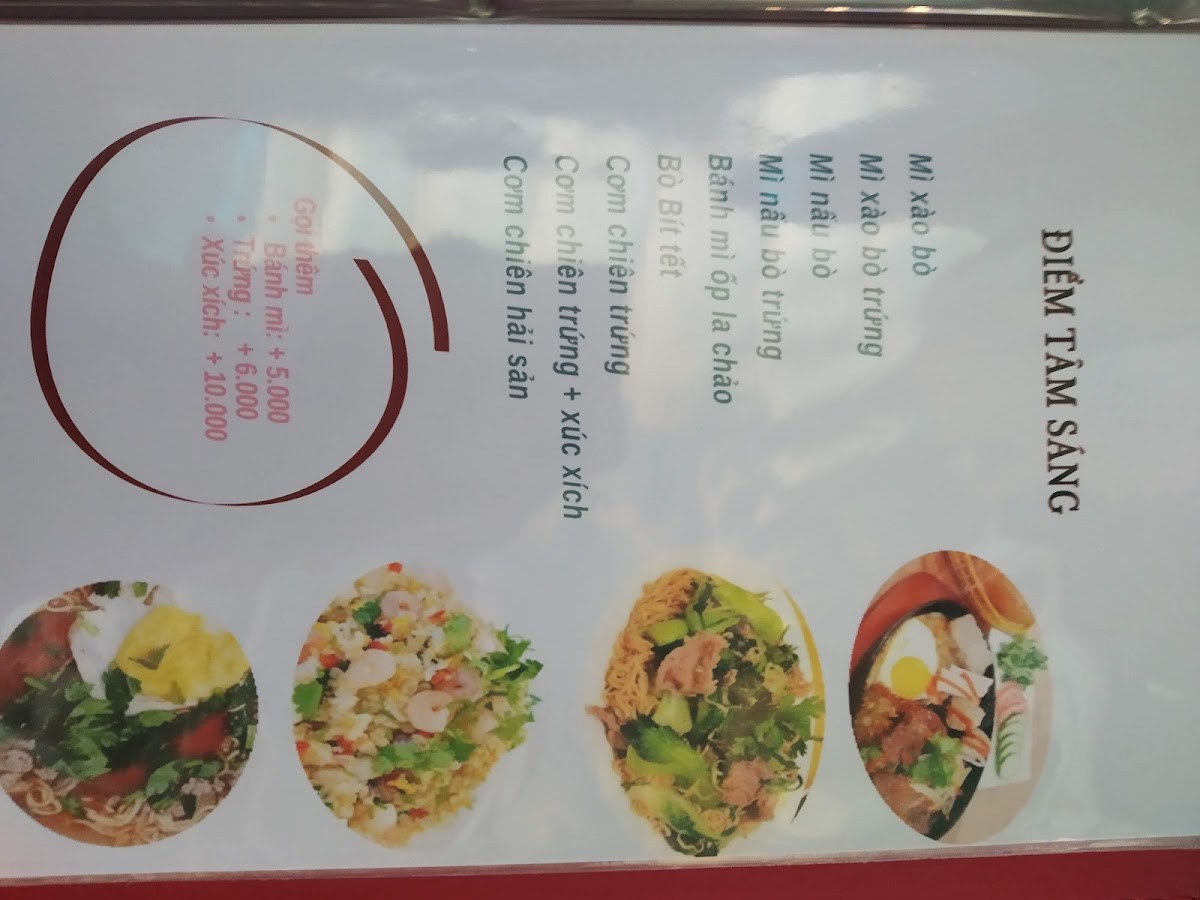 ĐIỂM TÂM SÁNG
Mì xào bò
Mì xào bò trứng
Mì nấu bò
Mì nấu bò trứng
Bánh mì ốp la chảo
Bò Bít tết
Cơm chiên trứng
Cơm chiên trứng + xúc xích
Cơm chiên hải sản
Gọi thêm
• Bánh mì: + 5.000
• Trứng : + 6.000
• Xúc xích: + 10.000